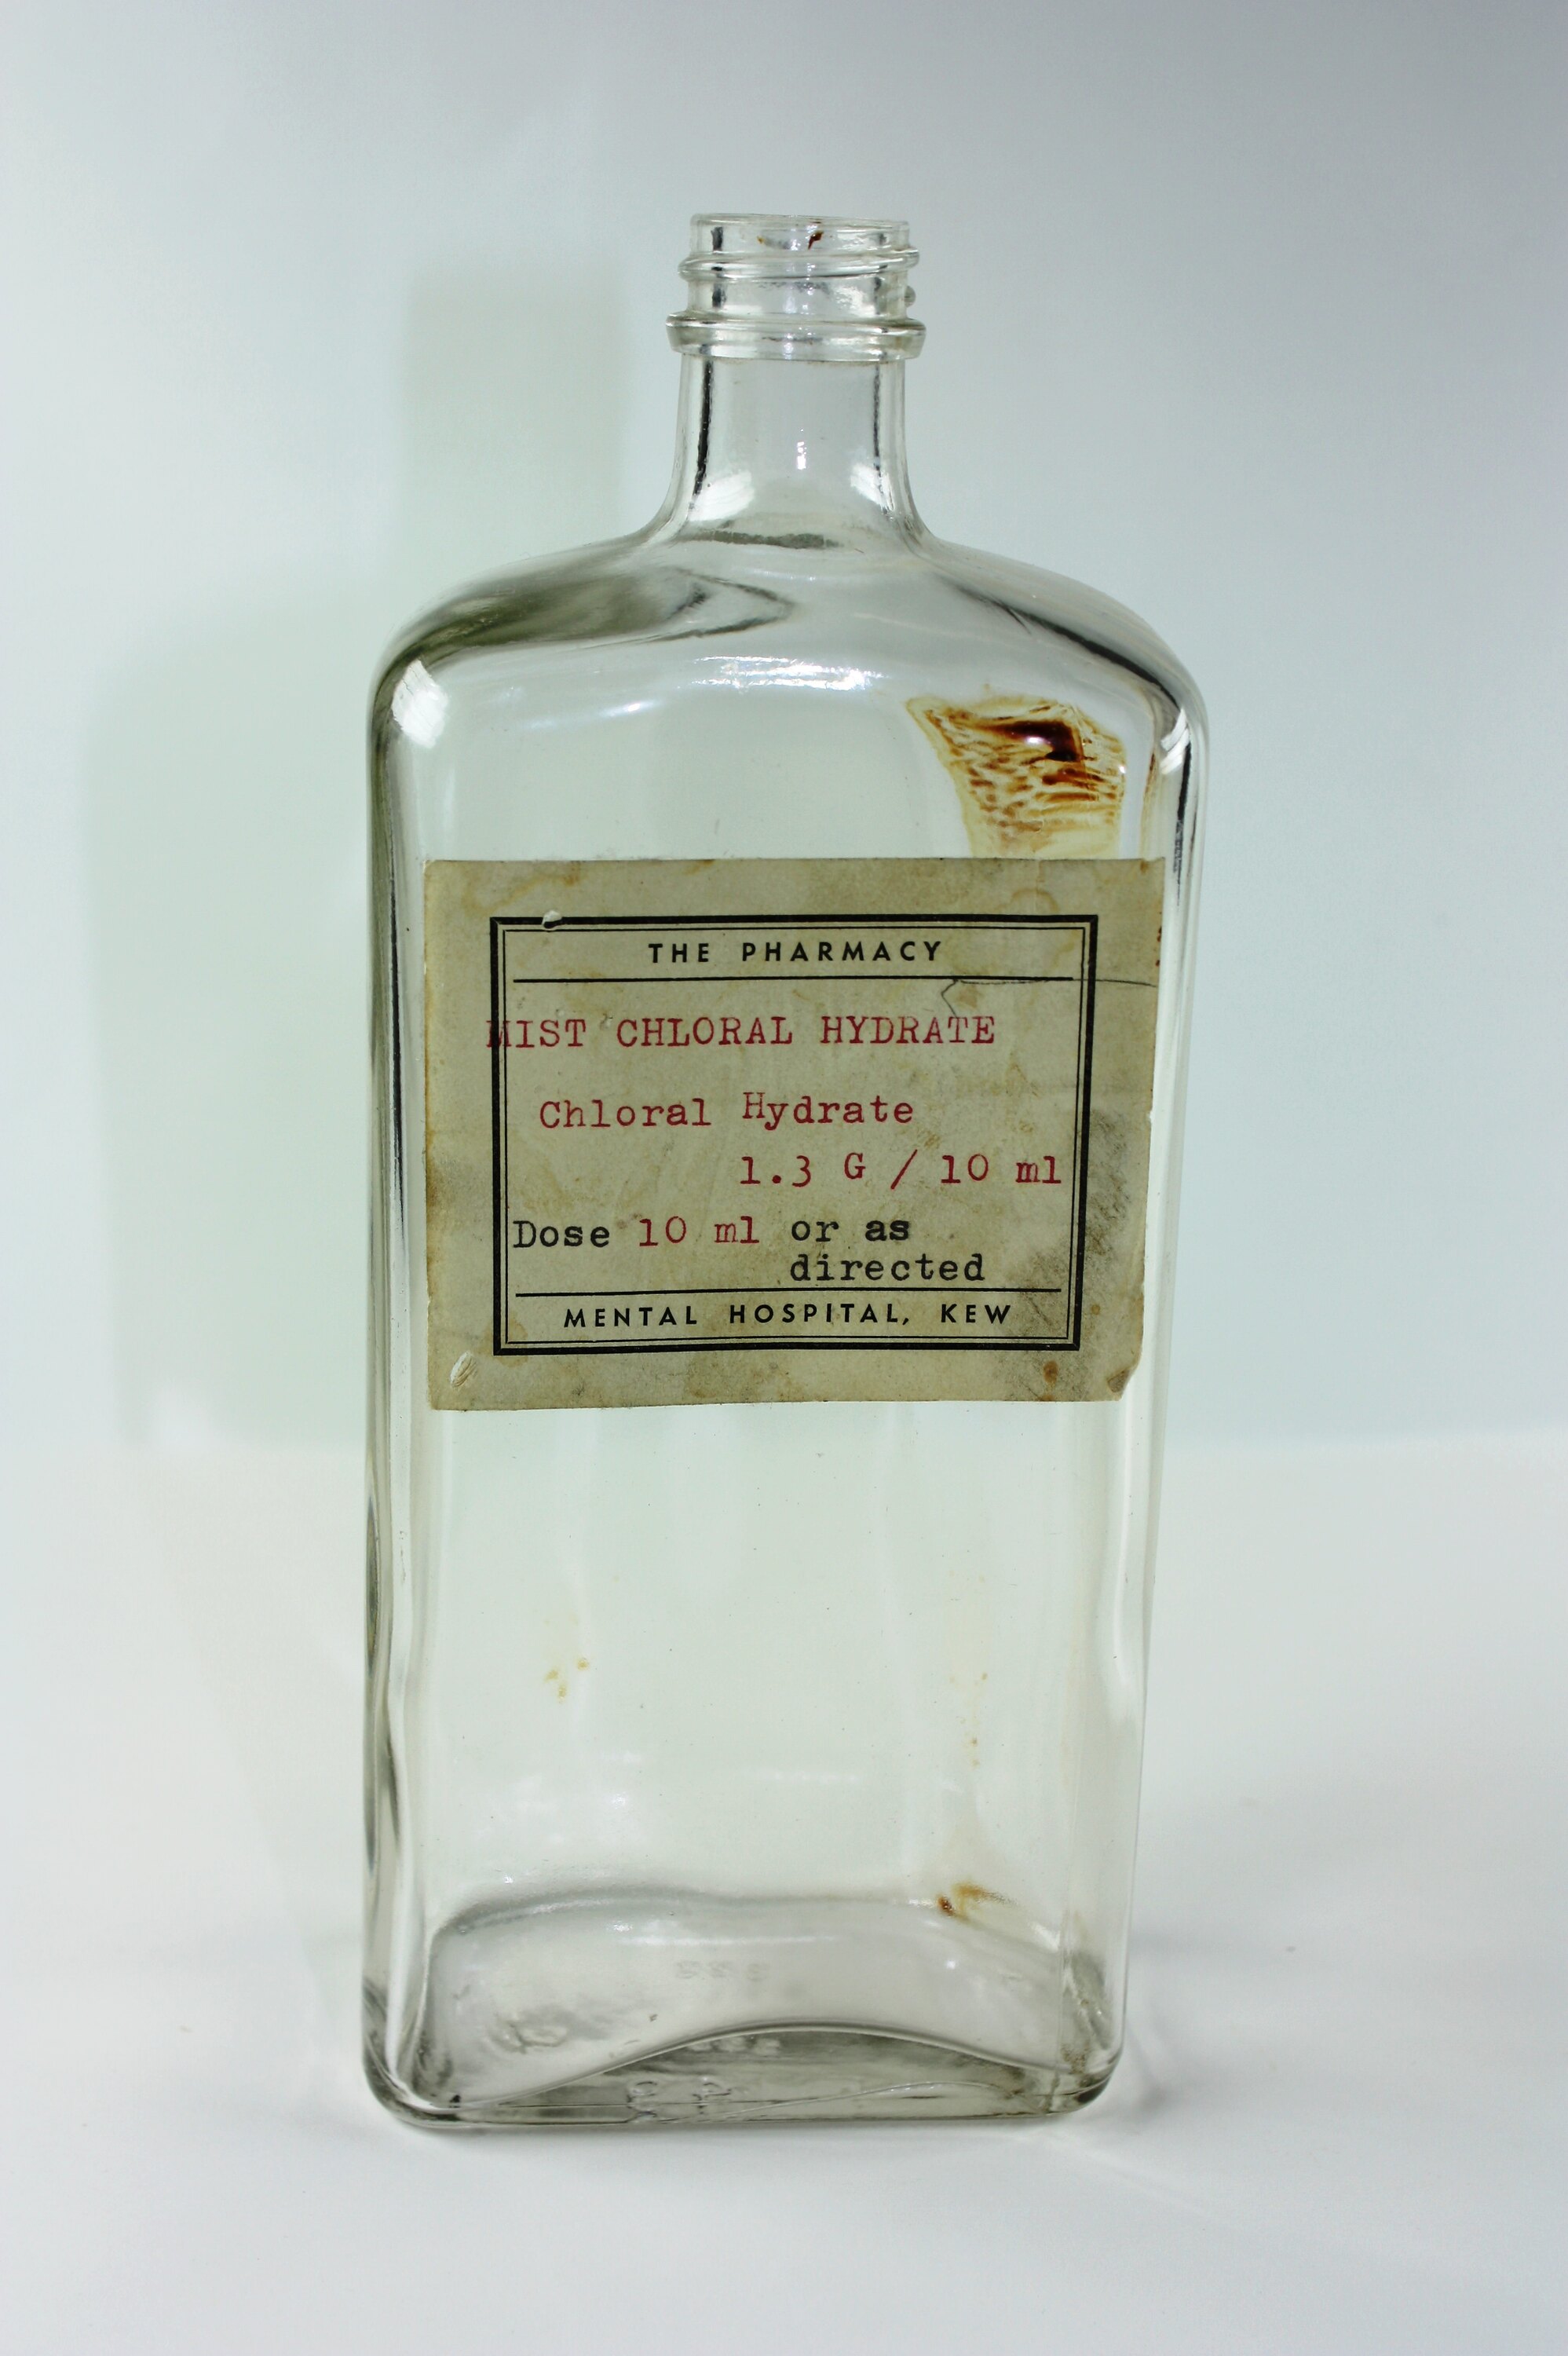 THE PHARMACY
MIST CHLORAL HYDRATE
Chloral Hydrate
1.3 G / 10 ml
Dose 10 ml or as
directed
MENTAL HOSPITAL, KEW